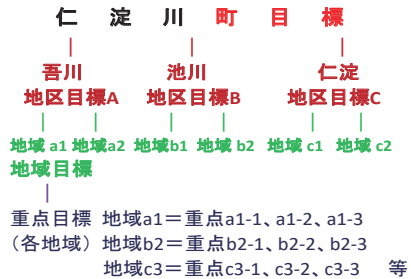 仁淀川町目標
吾川 池川 仁淀
地区目標A 地区目標B 地区目標C
地域a1 地域a2 地域b1 地域b2 地域c1 地域c2
地域目標
重点目標 地域a1＝重点a1-1、a1-2、a1-3
（各地域） 地域b2＝重点b2-1、b2-2、b2-3
地域c3＝重点c3-1、c3-2、c3-3 等